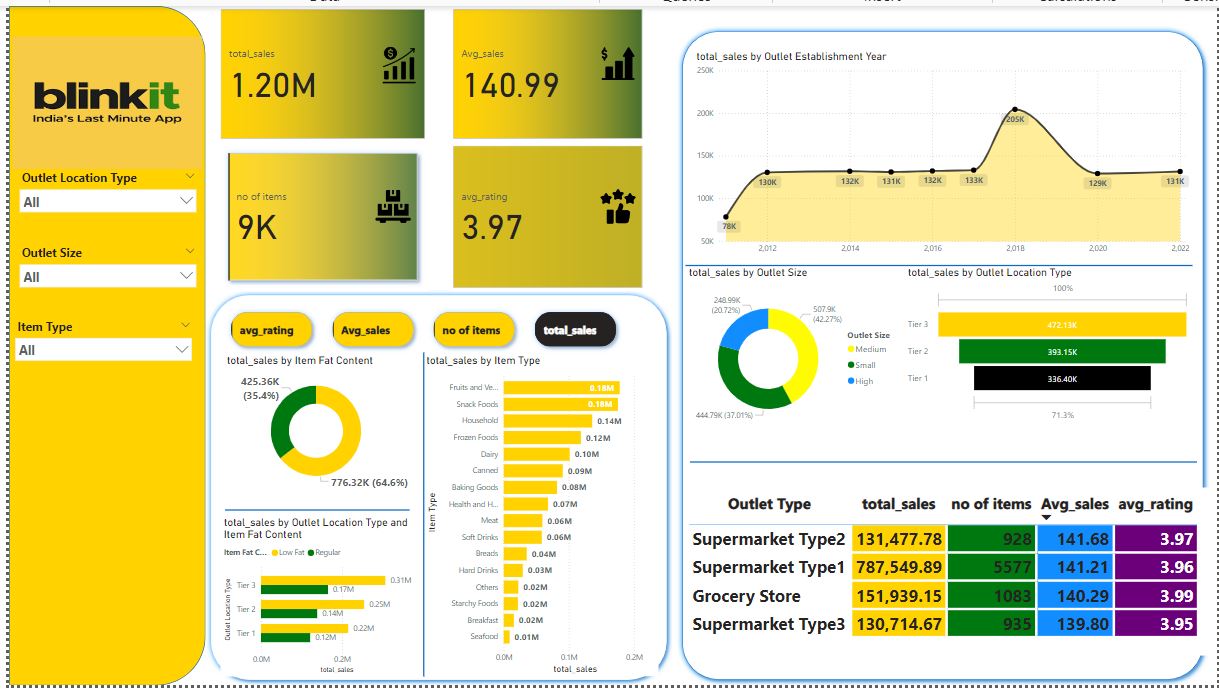 blinkit
India's Last Minute App
Outlet Location Type
All
Outlet Size
All
Item Type
All
total_sales
1.20M
Avg_sales
140.99
no of items
9K
avg_rating
3.97
avg_rating
Avg_sales
no of items
total_sales
total_sales by Item Fat Content
425.36K
(35.4%)
776.32K (64.6%)
total_sales by Outlet Location Type and
Item Fat Content
Item Fat C... Low Fat Regular
Outlet Location Type
Tier 3 0.31M
0.17M
Tier 2 0.25M
0.14M
Tier 1 0.22M
0.12M
0.0M 0.2M
total_sales
total_sales by Item Type
Item Type
Fruits and Ve... 0.18M
Snack Foods 0.18M
Household 0.14M
Frozen Foods 0.12M
Dairy 0.10M
Canned 0.09M
Baking Goods 0.08M
Health and H... 0.07M
Meat 0.06M
Soft Drinks 0.06M
Breads 0.04M
Hard Drinks 0.03M
Others 0.02M
Starchy Foods 0.02M
Breakfast 0.02M
Seafood 0.01M
0.0M 0.1M 0.2M
total_sales
total_sales by Outlet Establishment Year
250K
200K
150K
100K
50K
78K
130K
132K
131K
132K
133K
205K
129K
131K
2,012 2,014 2,016 2,018 2,020 2,022
total_sales by Outlet Size
248.99K
(20.72%)
507.9K
(42.27%)
444.79K (37.01%)
Outlet Size
Medium
Small
High
total_sales by Outlet Location Type
100%
Tier 3 472.13K
Tier 2 393.15K
Tier 1 336.40K
71.3%
Outlet Type total_sales no of items Avg_sales avg_rating
Supermarket Type2 131,477.78 928 141.68 3.97
Supermarket Type1 787,549.89 5577 141.21 3.96
Grocery Store 151,939.15 1083 140.29 3.99
Supermarket Type3 130,714.67 935 139.80 3.95